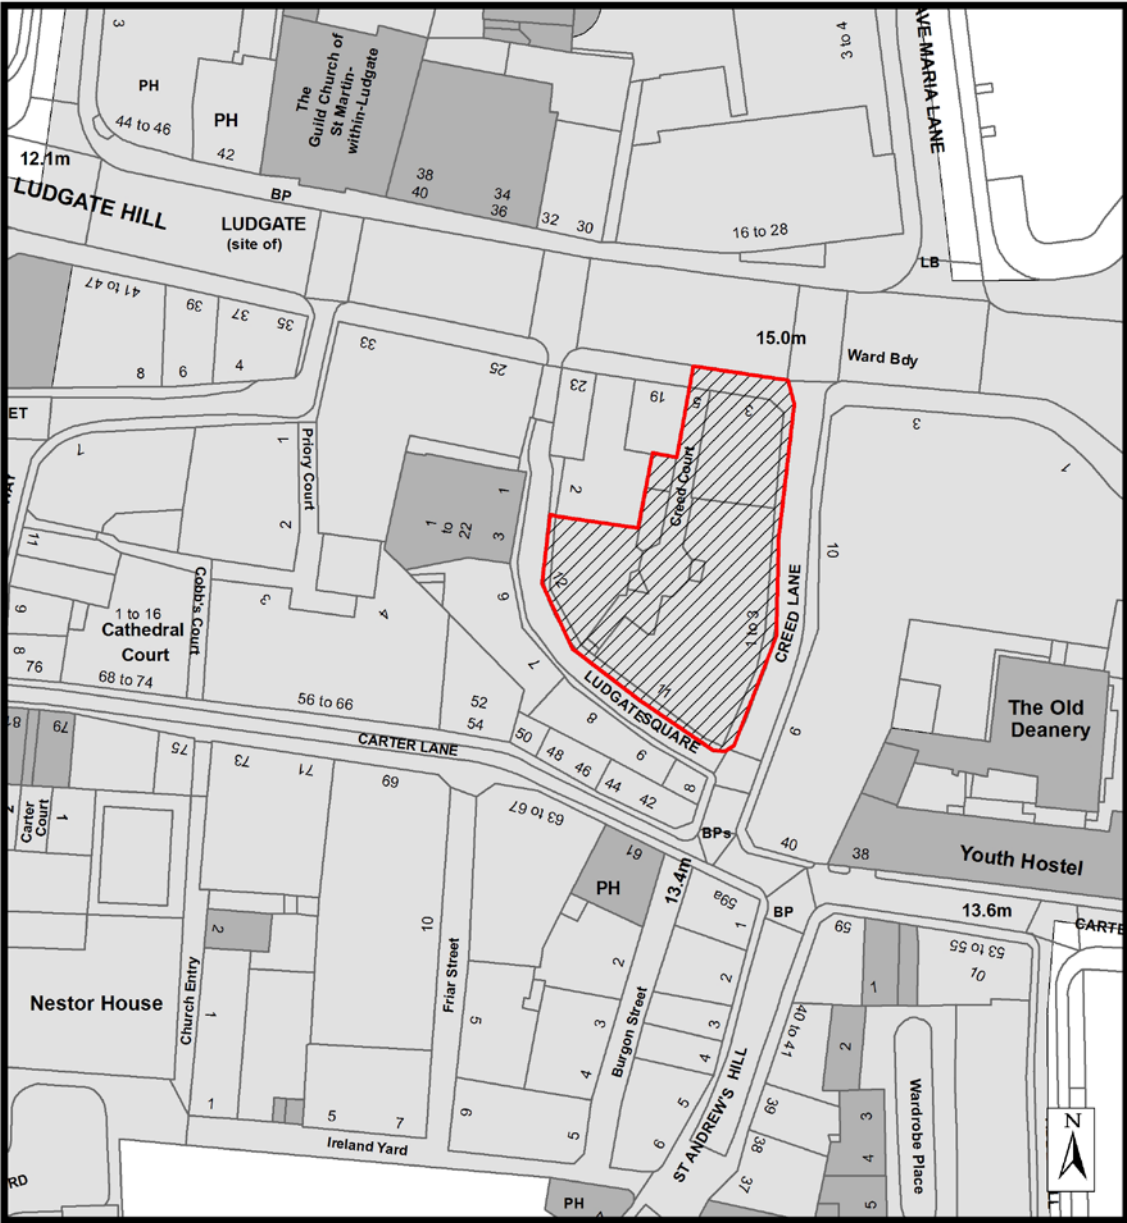 3
3 to 4
AVE MARIA LANE
PH
The
Guild Church of
St Martin-
within-Ludgate
44 to 46
PH
42
12.1m
38
40
34
36
LUDGATE HILL
BP
LUDGATE
(site of)
32
30
16 to 28
LB
41 to 47
39
37
35
33
25
15.0m
Ward Bdy
8
6
4
23
19
5
3
3
1
ET
1
1
Priory Court
2
1
1
to
22
3
2
Creed Court
10
11
12
9
8
76
1 to 16
Cathedral
Court
68 to 74
Cobb's Court
3
4
6
7
1 to 3
CREED LANE
11
LUDGATE SQUARE
56 to 66
52
54
CARTER LANE
50
48
46
44
42
8
6
8
9
The Old
Deanery
81
79
75
73
71
69
63 to 67
Carter
Court
1
BPs
40
38
Youth Hostel
61
PH
13.4m
59a
1
BP
59
13.6m
53 to 55
10
CARTE
2
10
Friar Street
2
2
1
Nestor House
Church Entry
1
5
3
Burgon Street
3
4
4
40 to 41
2
ST ANDREW'S HILL
Wardrobe Place
1
5
7
6
5
5
6
39
38
37
3
4
5
Ireland Yard
RD
PH
N